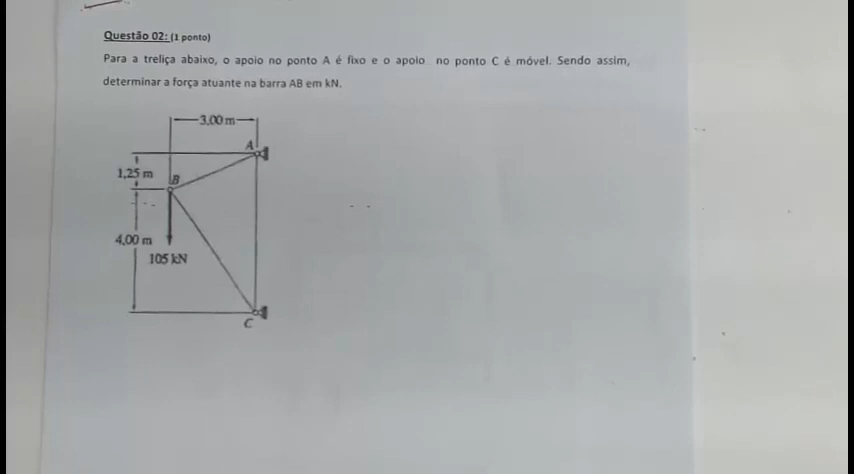 Questão 02: (1 ponto)
Para a treliça abaixo, o apoio no ponto A é fixo e o apoio no ponto C é móvel. Sendo assim,
determinar a força atuante na barra AB em kN.
3,00 m
A
1,25 m
B
4,00 m
105 kN
C